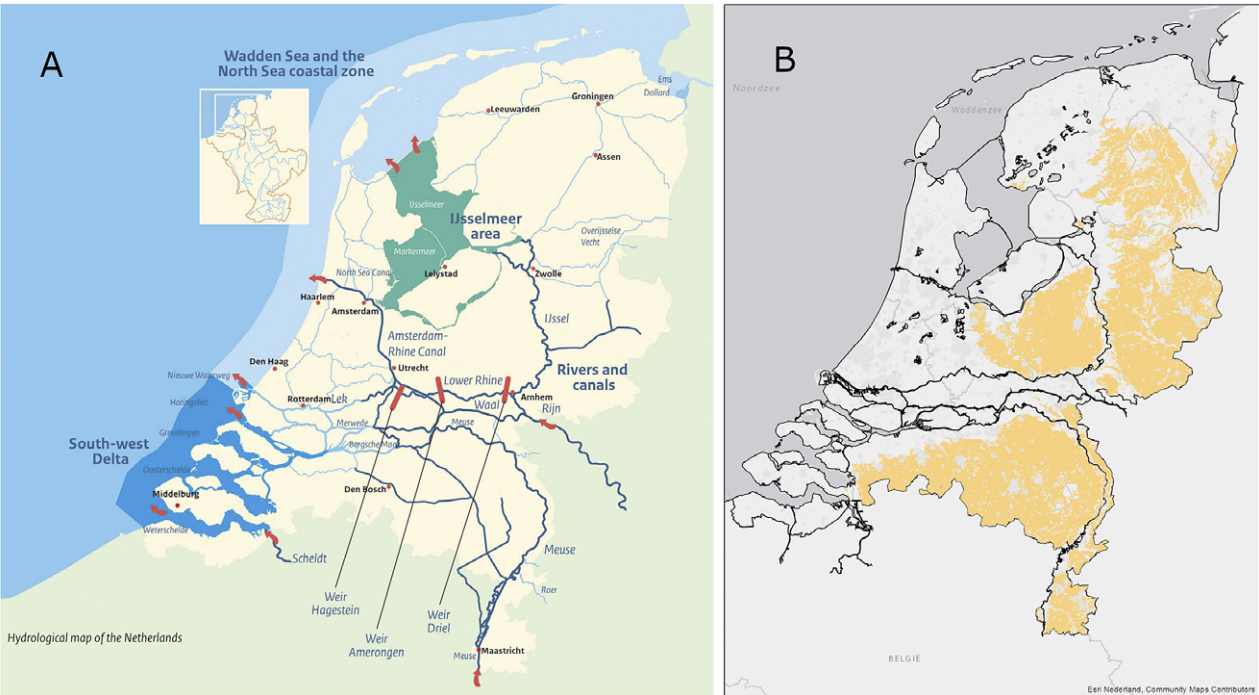 A
Wadden Sea and the
North Sea coastal zone
Ems
Dollard
Groningen
Leeuwarden
Assen
IJsselmeer
IJsselmeer
area
Markermeer
Overijsselse
Vecht
Lelystad
Zwolle
North Sea Canal
Haarlem
Amsterdam
IJssel
Amsterdam-
Rhine Canal
Den Haag
Utrecht
Rivers and
canals
Nieuwe Waterweg
Lower Rhine
Haringvliet
Rotterdam
Lek
Waal
Arnhem
Rijn
Merwede
Meuse
Grevelingen
South-west
Delta
Bergsche Maas
Oosterschelde
Den Bosch
Middelburg
Weterschelde
Scheldt
Meuse
Roer
Weir
Hagestein
Weir
Driel
Weir
Amerongen
Hydrological map of the Netherlands
Meuse
Maastricht
B
Noordzee
Waddenzee
BELGIË
Esri Nederland, Community Maps Contributors